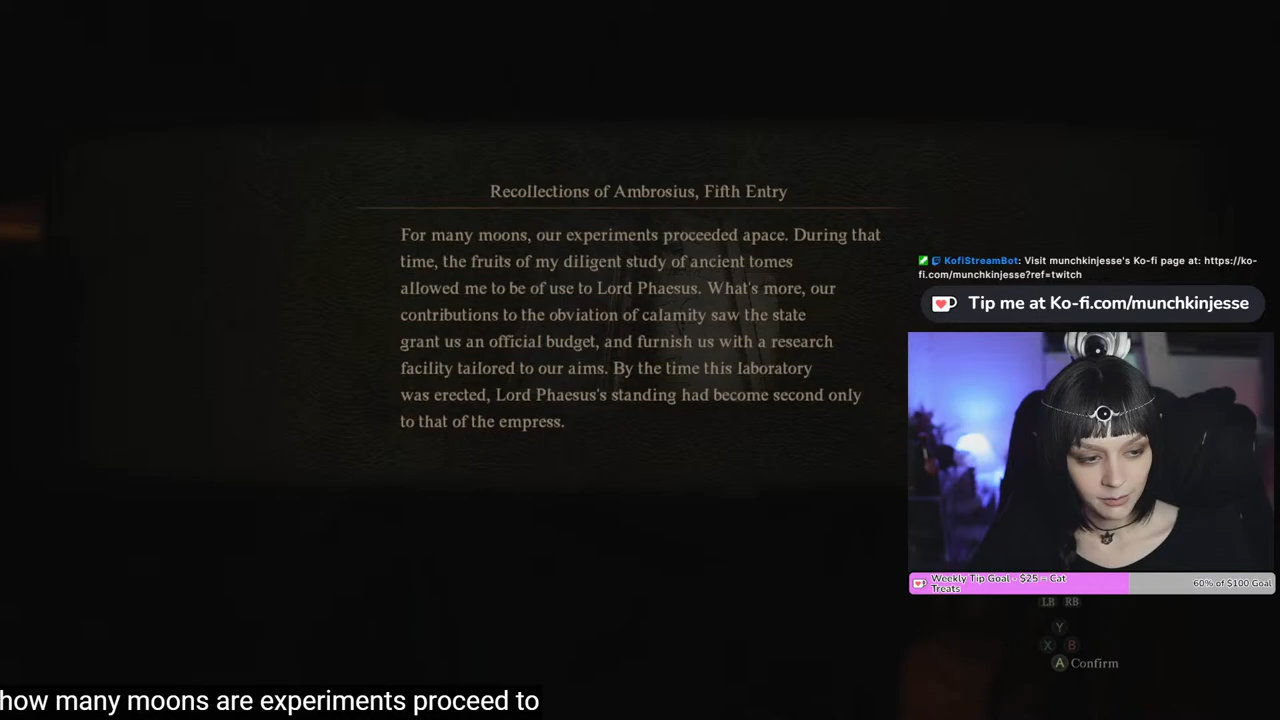 Recollections of Ambrosius, Fifth Entry
For many moons, our experiments proceeded apace. During that
time, the fruits of my diligent study of ancient tomes
allowed me to be of use to Lord Phaesus. What's more, our
contributions to the obviation of calamity saw the state
grant us an official budget, and furnish us with a research
facility tailored to our aims. By the time this laboratory
was erected, Lord Phaesus's standing had become second only
to that of the empress.
KofiStreamBot: Visit munchkinjesse's Ko-fi page at: https://ko-
fi.com/munchkinjesse?ref=twitch
Tip me at Ko-fi.com/munchkinjesse
Weekly Tip Goal - $25 = Cat
Treats
60% of $100 Goal
LB RB
Y
X B
A Confirm
how many moons are experiments proceed to